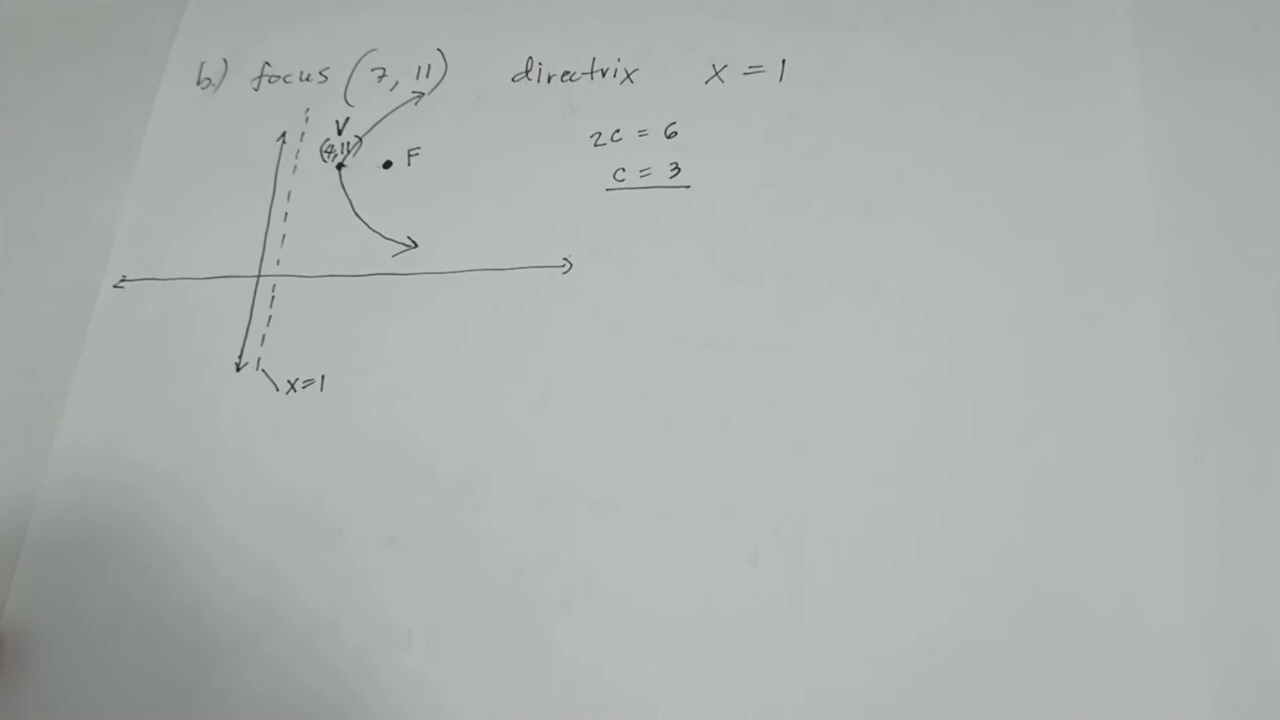 b.) focus (7, 11) directrix x = 1
2c = 6
c = 3
V
(4,11)
F
x=1